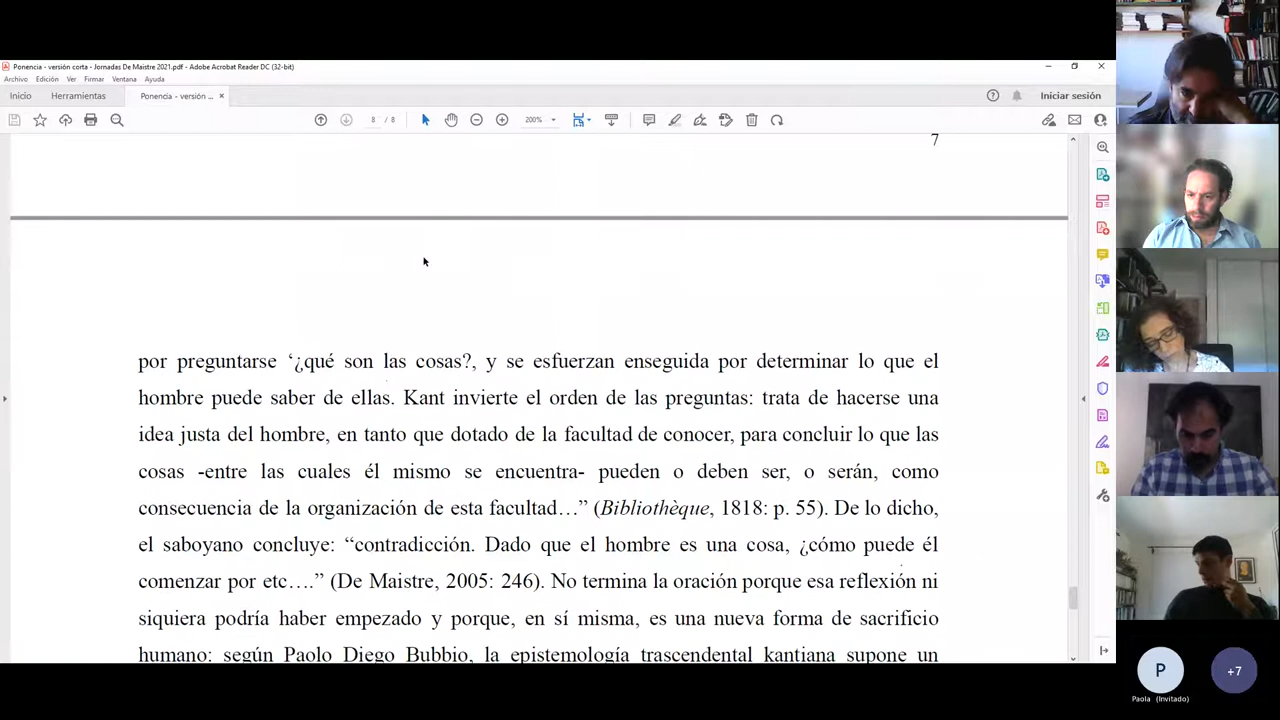 Ponencia - versión corta - Jornadas De Maistre 2021.pdf - Adobe Acrobat Reader DC (32-bit)
Archivo Edición Ver Firmar Ventana Ayuda
Inicio Herramientas Ponencia - versión ... × Iniciar sesión
8 / 8 200%
7
por preguntarse ‘¿qué son las cosas?, y se esfuerzan enseguida por determinar lo que el
hombre puede saber de ellas. Kant invierte el orden de las preguntas: trata de hacerse una
idea justa del hombre, en tanto que dotado de la facultad de conocer, para concluir lo que las
cosas -entre las cuales él mismo se encuentra- pueden o deben ser, o serán, como
consecuencia de la organización de esta facultad…” (Bibliothèque, 1818: p. 55). De lo dicho,
el saboyano concluye: “contradicción. Dado que el hombre es una cosa, ¿cómo puede él
comenzar por etc….” (De Maistre, 2005: 246). No termina la oración porque esa reflexión ni
siquiera podría haber empezado y porque, en sí misma, es una nueva forma de sacrificio
humano: según Paolo Diego Bubbio, la epistemología trascendental kantiana supone un
P +7
Paola (Invitado)